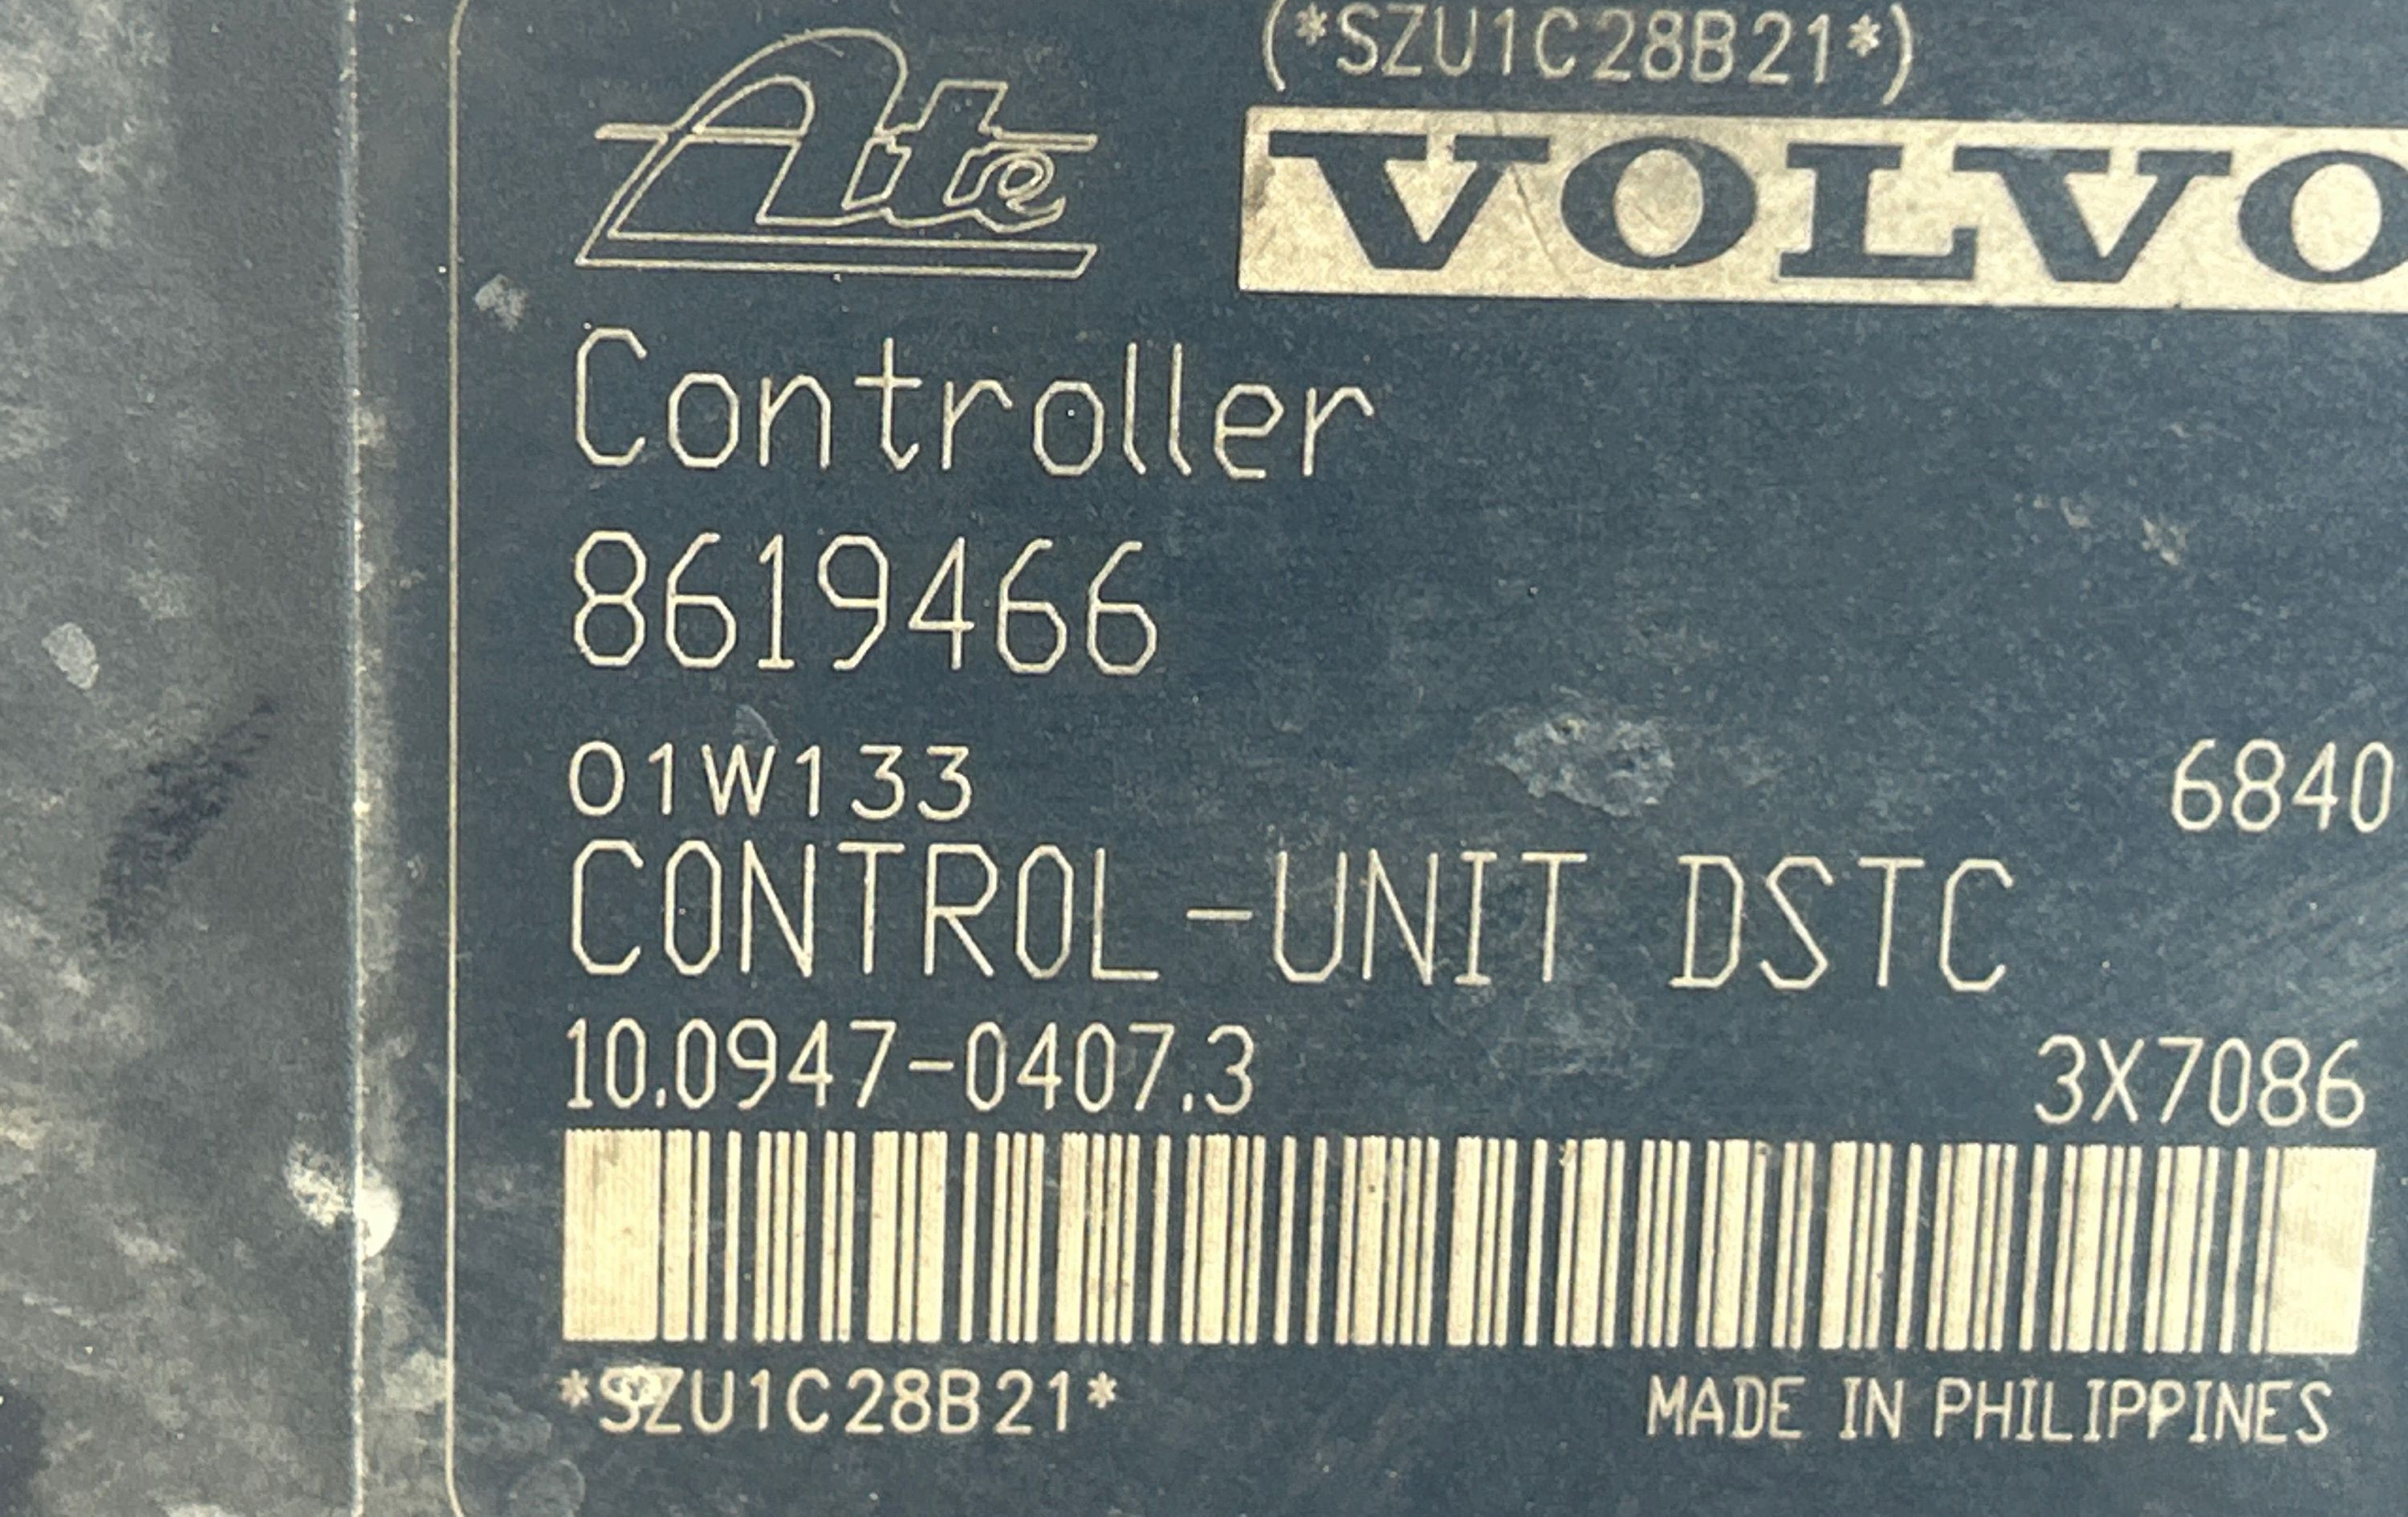 (*SZU1C28B21*)
Ate
VOLVO
Controller
8619466
01W133
6840
CONTROL-UNIT DSTC
10.0947-0407.3
3X7086
*SZU1C28B21*
MADE IN PHILIPPINES